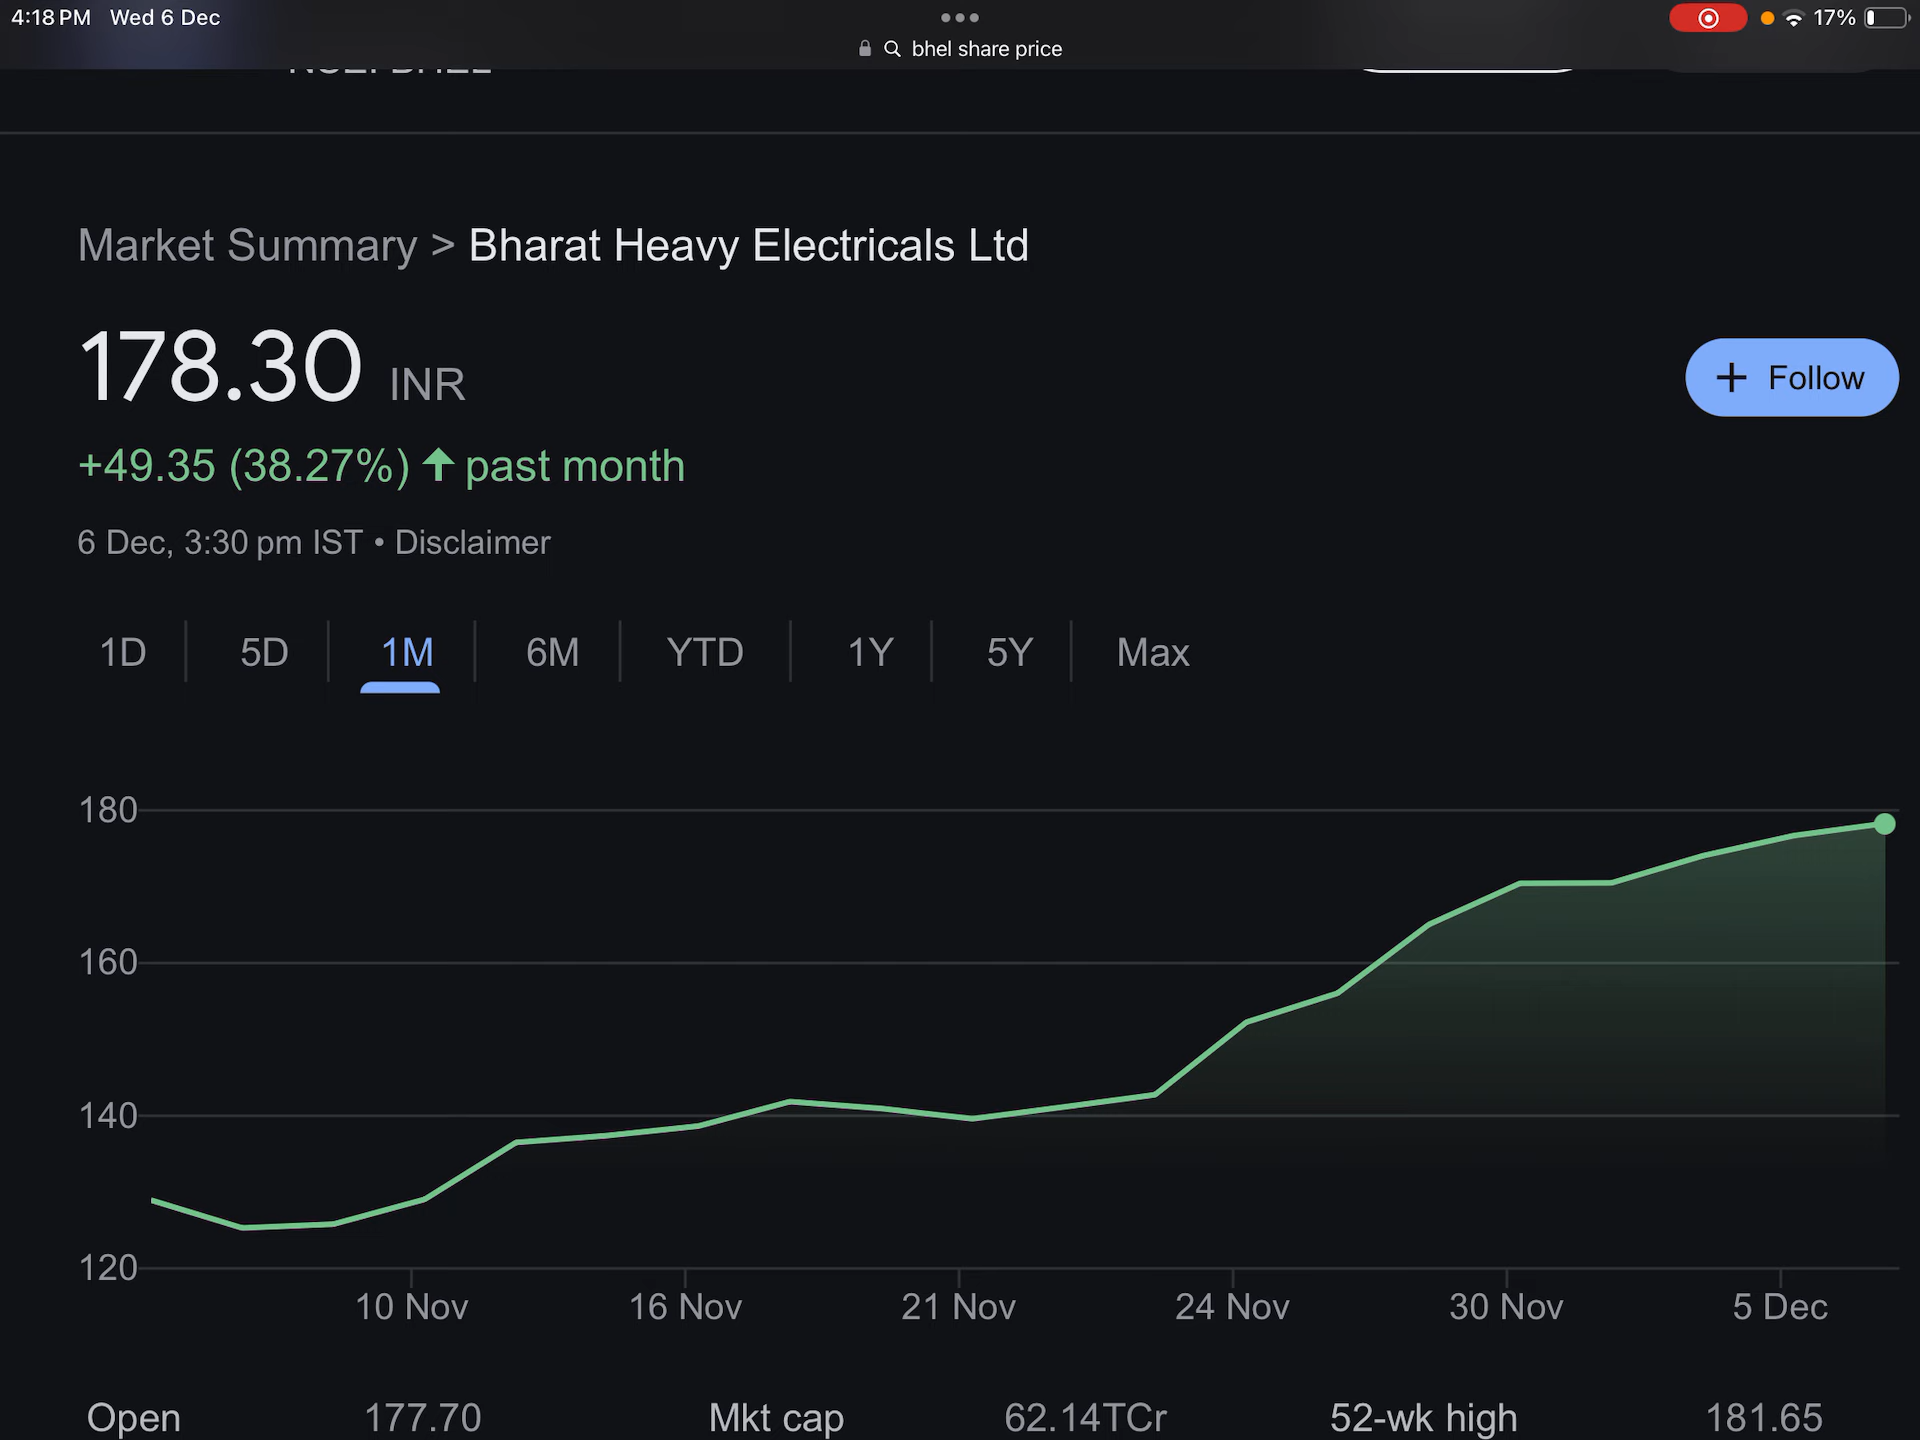 4:18 PM Wed 6 Dec
17%
bhel share price
Market Summary > Bharat Heavy Electricals Ltd
178.30 INR
+ Follow
+49.35 (38.27%) ↑ past month
6 Dec, 3:30 pm IST • Disclaimer
1D 5D 1M 6M YTD 1Y 5Y Max
180
160
140
120
10 Nov 16 Nov 21 Nov 24 Nov 30 Nov 5 Dec
Open 177.70 Mkt cap 62.14TCr 52-wk high 181.65